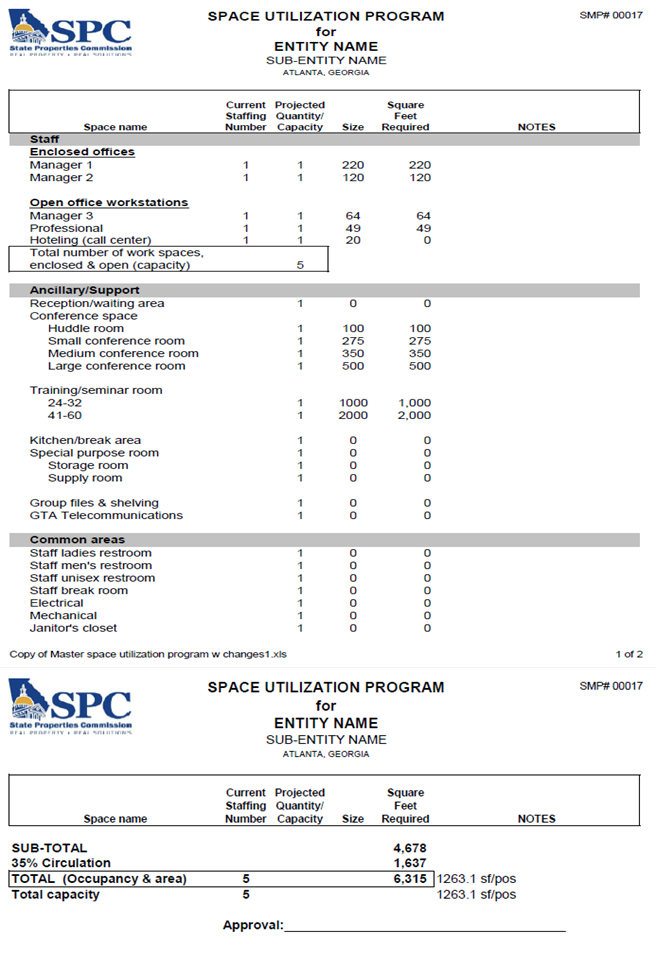 SPC
State Properties Commission
REAL PROPERTY • REAL SOLUTIONS
SPACE UTILIZATION PROGRAM
for
ENTITY NAME
SUB-ENTITY NAME
ATLANTA, GEORGIA
SMP# 00017
Current Projected Square
Staffing Quantity/ Feet
Space name Number Capacity Size Required NOTES
Staff
Enclosed offices
Manager 1 1 1 220 220
Manager 2 1 1 120 120
Open office workstations
Manager 3 1 1 64 64
Professional 1 1 49 49
Hoteling (call center) 1 1 20 0
Total number of work spaces,
enclosed & open (capacity) 5
Ancillary/Support
Reception/waiting area 1 0 0
Conference space
Huddle room 1 100 100
Small conference room 1 275 275
Medium conference room 1 350 350
Large conference room 1 500 500
Training/seminar room
24-32 1 1000 1,000
41-60 1 2000 2,000
Kitchen/break area 1 0 0
Special purpose room 1 0 0
Storage room 1 0 0
Supply room 1 0 0
Group files & shelving 1 0 0
GTA Telecommunications 1 0 0
Common areas
Staff ladies restroom 1 0 0
Staff men's restroom 1 0 0
Staff unisex restroom 1 0 0
Staff break room 1 0 0
Electrical 1 0 0
Mechanical 1 0 0
Janitor's closet 1 0 0
Copy of Master space utilization program w changes1.xls 1 of 2
SPC
State Properties Commission
REAL PROPERTY • REAL SOLUTIONS
SPACE UTILIZATION PROGRAM
for
ENTITY NAME
SUB-ENTITY NAME
ATLANTA, GEORGIA
SMP# 00017
Current Projected Square
Staffing Quantity/ Feet
Space name Number Capacity Size Required NOTES
SUB-TOTAL 4,678
35% Circulation 1,637
TOTAL (Occupancy & area) 5 6,315 1263.1 sf/pos
Total capacity 5 1263.1 sf/pos
Approval: